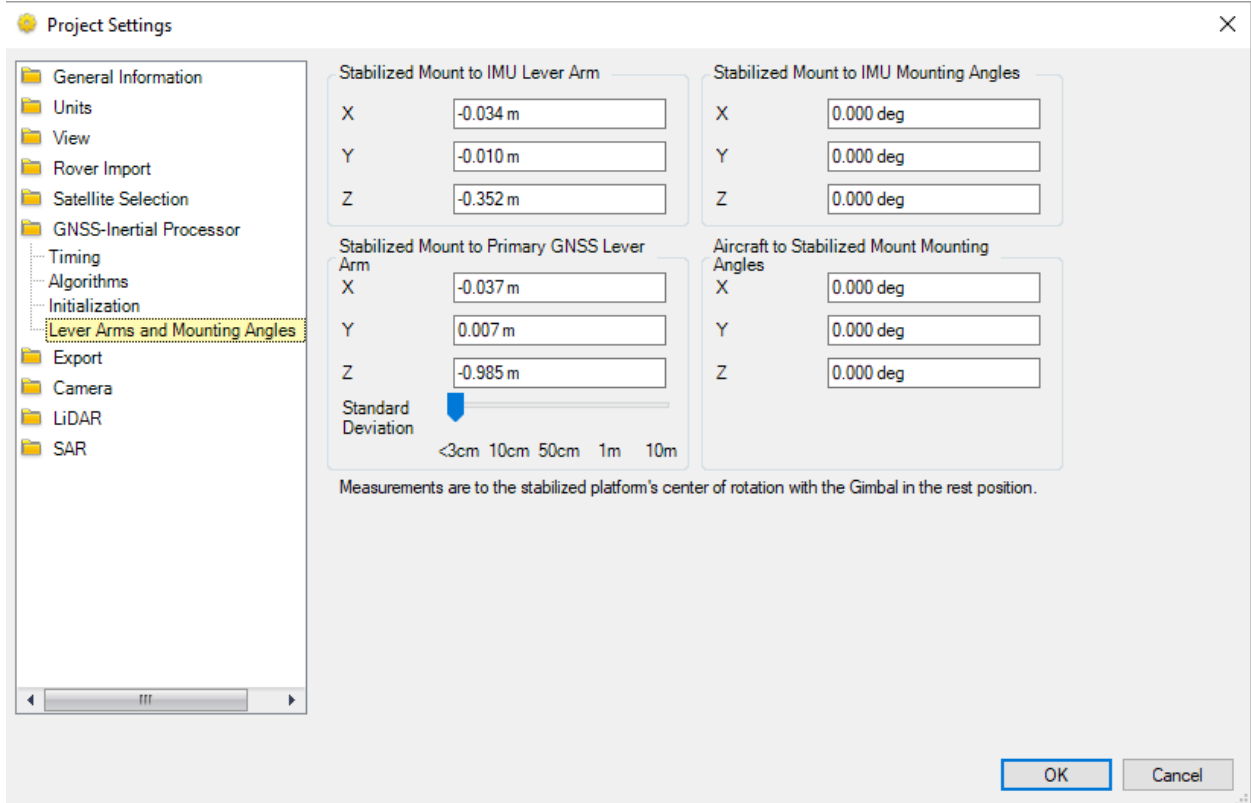 Project Settings
General Information
Units
View
Rover Import
Satellite Selection
GNSS-Inertial Processor
Timing
Algorithms
Initialization
Lever Arms and Mounting Angles
Export
Camera
LiDAR
SAR
Stabilized Mount to IMU Lever Arm
X -0.034 m
Y -0.010 m
Z -0.352 m
Stabilized Mount to IMU Mounting Angles
X 0.000 deg
Y 0.000 deg
Z 0.000 deg
Stabilized Mount to Primary GNSS Lever
Arm
X -0.037 m
Y 0.007 m
Z -0.985 m
Standard
Deviation
<3cm 10cm 50cm 1m 10m
Aircraft to Stabilized Mount Mounting
Angles
X 0.000 deg
Y 0.000 deg
Z 0.000 deg
Measurements are to the stabilized platform's center of rotation with the Gimbal in the rest position.
OK Cancel